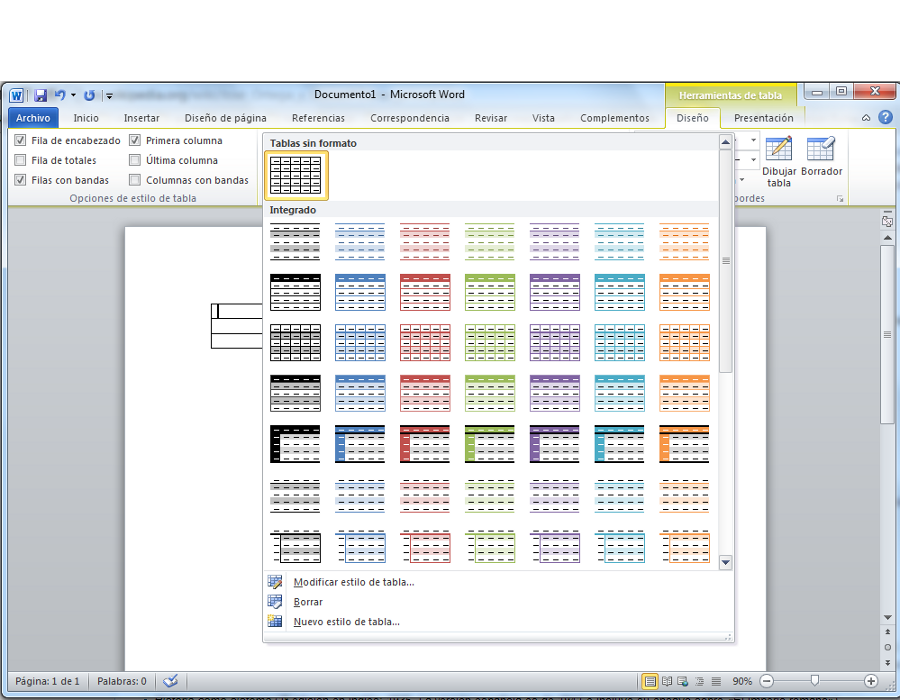 Documento1 - Microsoft Word
Herramientas de tabla
Archivo Inicio Insertar Diseño de página Referencias Correspondencia Revisar Vista Complementos Diseño Presentación
Fila de encabezado Primera columna
Fila de totales Última columna
Filas con bandas Columnas con bandas
Opciones de estilo de tabla
Tablas sin formato
Integrado
Dibujar tabla
Borrador
Modificar estilo de tabla...
Borrar
Nuevo estilo de tabla...
Página: 1 de 1 Palabras: 0 90%